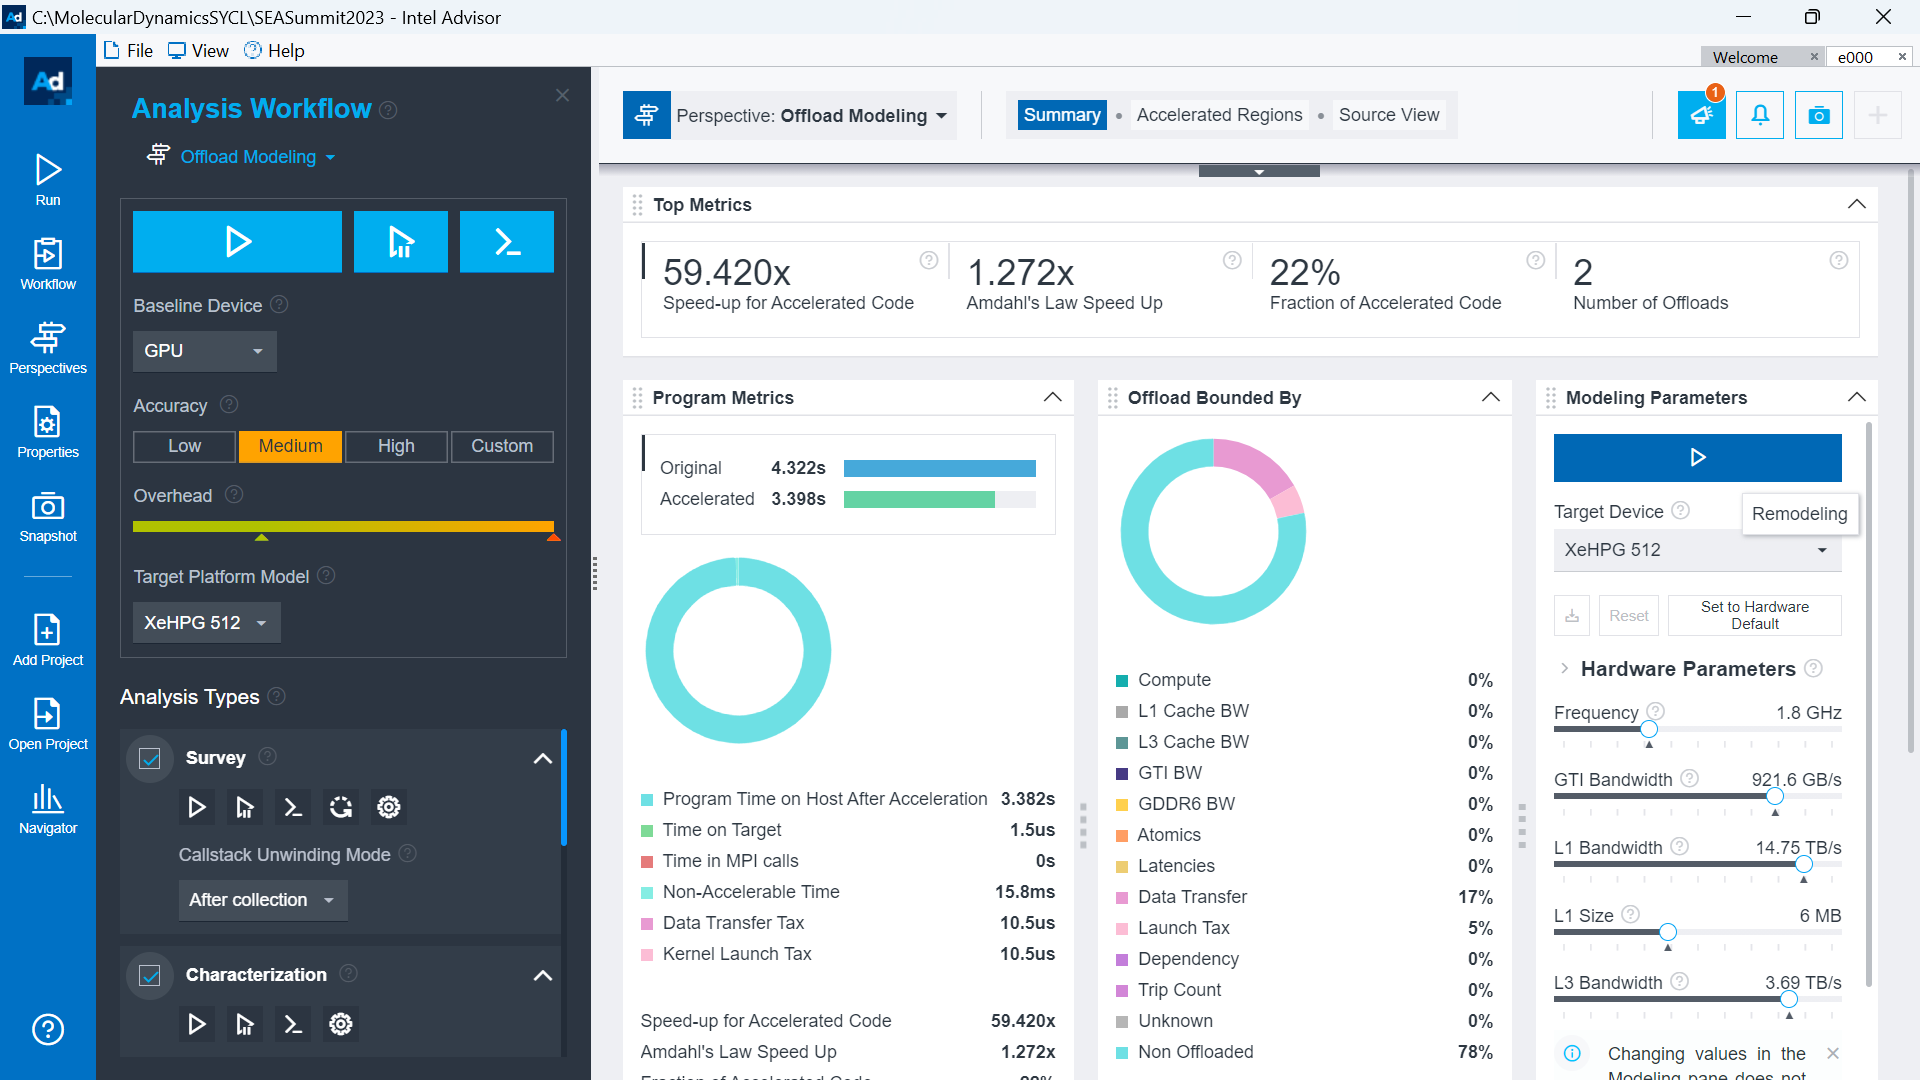 C:\MolecularDynamicsSYCL\SEASummit2023 - Intel Advisor
File View Help
Welcome
e000
Ad
Run
Workflow
Perspectives
Properties
Snapshot
Add Project
Open Project
Navigator
Analysis Workflow
Offload Modeling
Baseline Device
GPU
Accuracy
Low Medium High Custom
Overhead
Target Platform Model
XeHPG 512
Analysis Types
Survey
Callstack Unwinding Mode
After collection
Characterization
Perspective: Offload Modeling
Summary • Accelerated Regions • Source View
1
Top Metrics
59.420x
Speed-up for Accelerated Code
1.272x
Amdahl's Law Speed Up
22%
Fraction of Accelerated Code
2
Number of Offloads
Program Metrics
Original 4.322s
Accelerated 3.398s
Program Time on Host After Acceleration 3.382s
Time on Target 1.5us
Time in MPI calls 0s
Non-Accelerable Time 15.8ms
Data Transfer Tax 10.5us
Kernel Launch Tax 10.5us
Speed-up for Accelerated Code 59.420x
Amdahl's Law Speed Up 1.272x
Fraction of Accelerated Code 22%
Offload Bounded By
Compute 0%
L1 Cache BW 0%
L3 Cache BW 0%
GTI BW 0%
GDDR6 BW 0%
Atomics 0%
Latencies 0%
Data Transfer 17%
Launch Tax 5%
Dependency 0%
Trip Count 0%
Unknown 0%
Non Offloaded 78%
Modeling Parameters
Target Device
Remodeling
XeHPG 512
Reset
Set to Hardware
Default
Hardware Parameters
Frequency 1.8 GHz
GTI Bandwidth 921.6 GB/s
L1 Bandwidth 14.75 TB/s
L1 Size 6 MB
L3 Bandwidth 3.69 TB/s
Changing values in the
Modeling pane does not